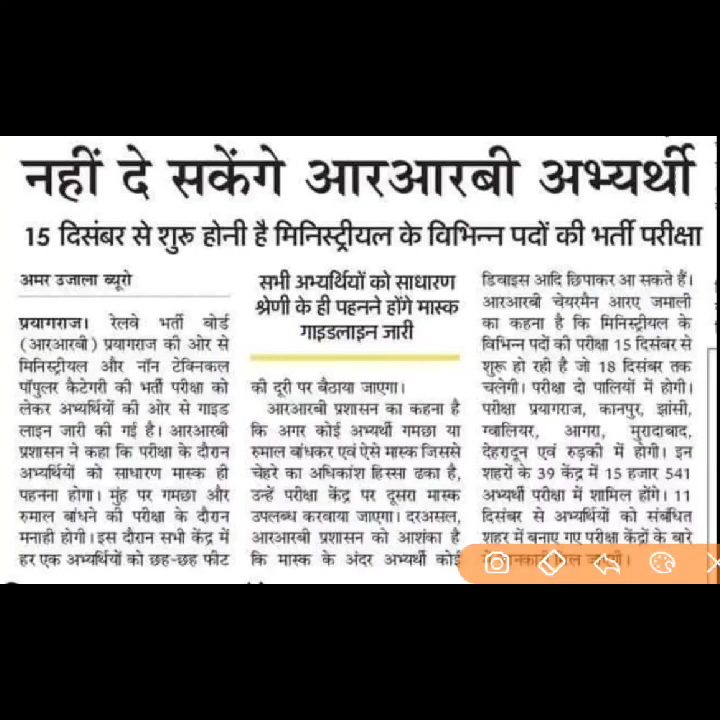 नहीं दे सकेंगे आरआरबी अभ्यर्थी
15 दिसंबर से शुरू होनी है मिनिस्ट्रीयल के विभिन्न पदों की भर्ती परीक्षा
अमर उजाला ब्यूरो
प्रयागराज। रेलवे भर्ती बोर्ड
(आरआरबी) प्रयागराज की ओर से
मिनिस्ट्रीयल और नॉन टेक्निकल
पॉपुलर कैटेगरी की भर्ती परीक्षा को
लेकर अभ्यर्थियों की ओर से गाइड
लाइन जारी की गई है। आरआरबी
प्रशासन ने कहा कि परीक्षा के दौरान
अभ्यर्थियों को साधारण मास्क ही
पहनना होगा। मुंह पर गमछा और
रुमाल बांधने की परीक्षा के दौरान
मनाही होगी। इस दौरान सभी केंद्र में
हर एक अभ्यर्थियों को छह-छह फीट
सभी अभ्यर्थियों को साधारण
श्रेणी के ही पहनने होंगे मास्क
गाइडलाइन जारी
की दूरी पर बैठाया जाएगा।
आरआरबी प्रशासन का कहना है
कि अगर कोई अभ्यर्थी गमछा या
रुमाल बांधकर एवं ऐसे मास्क जिससे
चेहरे का अधिकांश हिस्सा ढका है,
उन्हें परीक्षा केंद्र पर दूसरा मास्क
उपलब्ध करवाया जाएगा। दरअसल,
आरआरबी प्रशासन को आशंका है
कि मास्क के अंदर अभ्यर्थी कोई
डिवाइस आदि छिपाकर आ सकते हैं।
आरआरबी चेयरमैन आरए जमाली
का कहना है कि मिनिस्ट्रीयल के
विभिन्न पदों की परीक्षा 15 दिसंबर से
शुरू हो रही है जो 18 दिसंबर तक
चलेगी। परीक्षा दो पालियों में होगी।
परीक्षा प्रयागराज, कानपुर, झांसी,
ग्वालियर, आगरा, मुरादाबाद,
देहरादून एवं रुड़की में होगी। इन
शहरों के 39 केंद्र में 15 हजार 541
अभ्यर्थी परीक्षा में शामिल होंगे। 11
दिसंबर से अभ्यर्थियों को संबंधित
शहर में बनाए गए परीक्षा केंद्रों के बारे